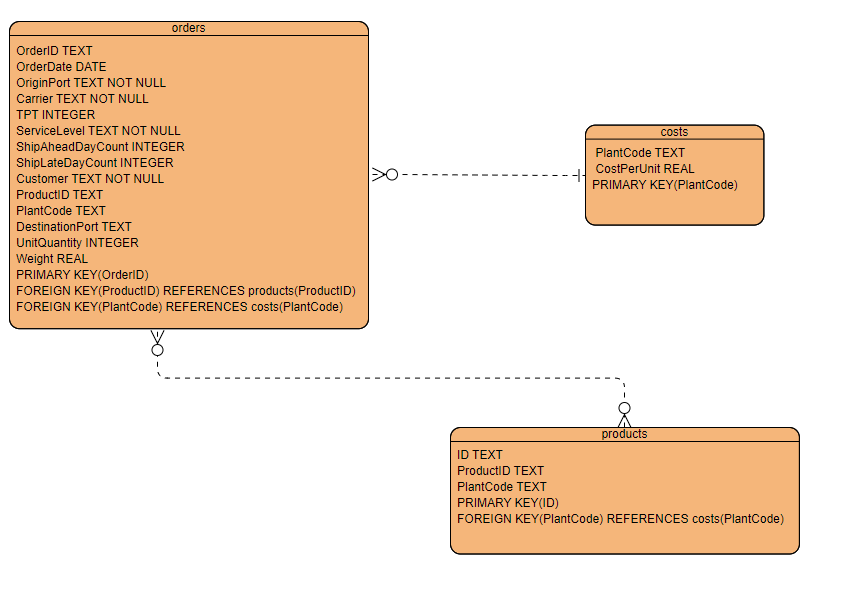 orders
OrderID TEXT
OrderDate DATE
OriginPort TEXT NOT NULL
Carrier TEXT NOT NULL
TPT INTEGER
ServiceLevel TEXT NOT NULL
ShipAheadDayCount INTEGER
ShipLateDayCount INTEGER
Customer TEXT NOT NULL
ProductID TEXT
PlantCode TEXT
DestinationPort TEXT
UnitQuantity INTEGER
Weight REAL
PRIMARY KEY(OrderID)
FOREIGN KEY(ProductID) REFERENCES products(ProductID)
FOREIGN KEY(PlantCode) REFERENCES costs(PlantCode)
costs
PlantCode TEXT
CostPerUnit REAL
PRIMARY KEY(PlantCode)
products
ID TEXT
ProductID TEXT
PlantCode TEXT
PRIMARY KEY(ID)
FOREIGN KEY(PlantCode) REFERENCES costs(PlantCode)